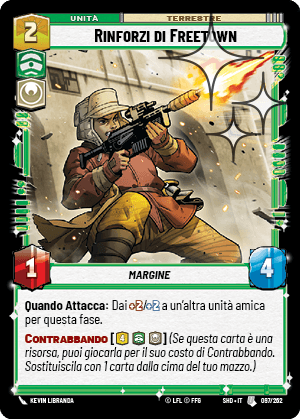 UNITÀ
TERRESTRE
2
RINFORZI DI FREETOWN
1
4
MARGINE
Quando Attacca: Dai +2/+2 a un'altra unità amica
per questa fase.
CONTRABBANDO [4] (Se questa carta è una
risorsa, puoi giocarla per il suo costo di Contrabbando.
Sostituiscila con 1 carta dalla cima del tuo mazzo.)
KEVIN LIBRANDA
© LFL © FFG
SHD • IT
097/262